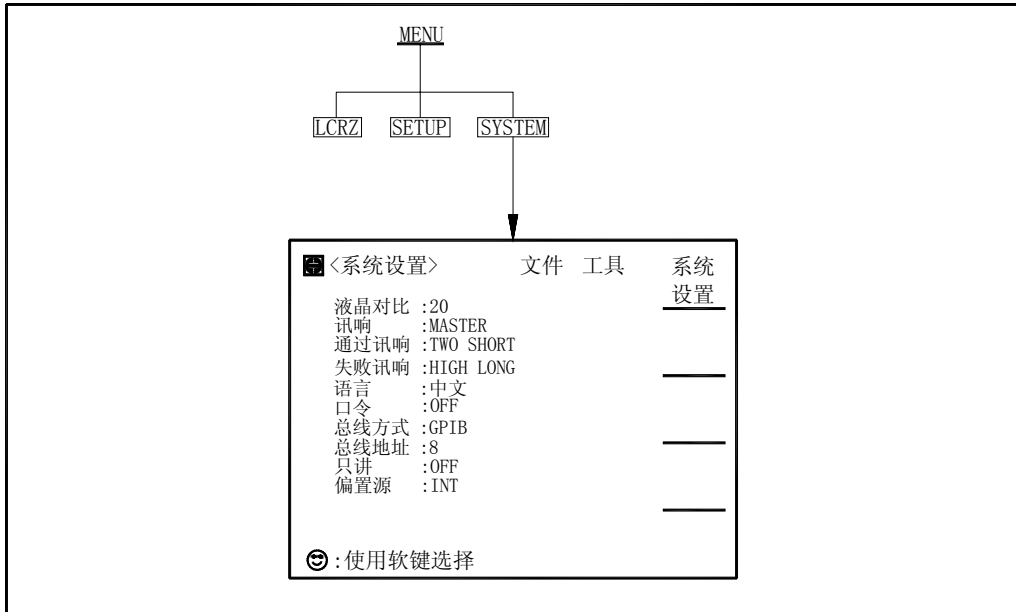 MENU
LCRZ SETUP SYSTEM
<系统设置> 文件 工具 系统
设置
液晶对比 :20
讯响 :MASTER
通过讯响 :TWO SHORT
失败讯响 :HIGH LONG
语言 :中文
口令 :OFF
总线方式 :GPIB
总线地址 :8
只讲 :OFF
偏置源 :INT
:使用软键选择